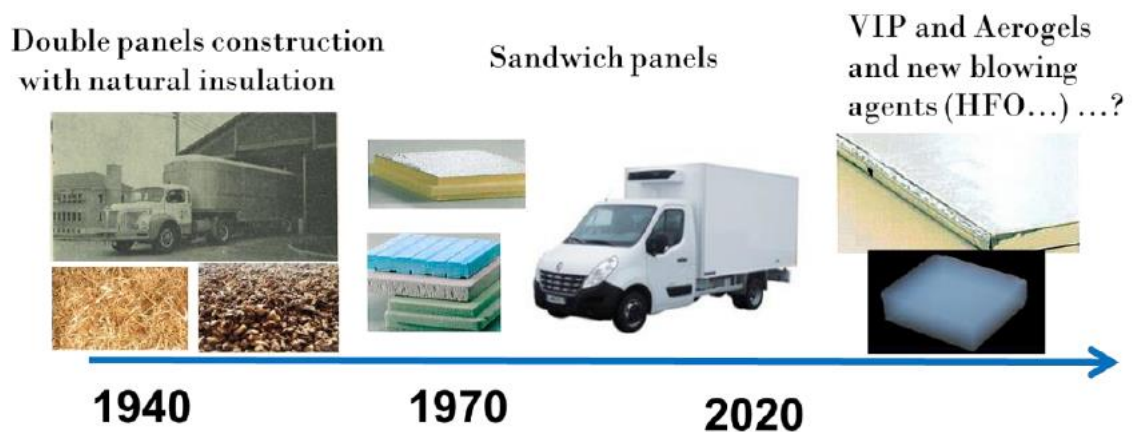 Double panels construction
with natural insulation
Sandwich panels
VIP and Aerogels
and new blowing
agents (HFO...) ...?
1940
1970
2020